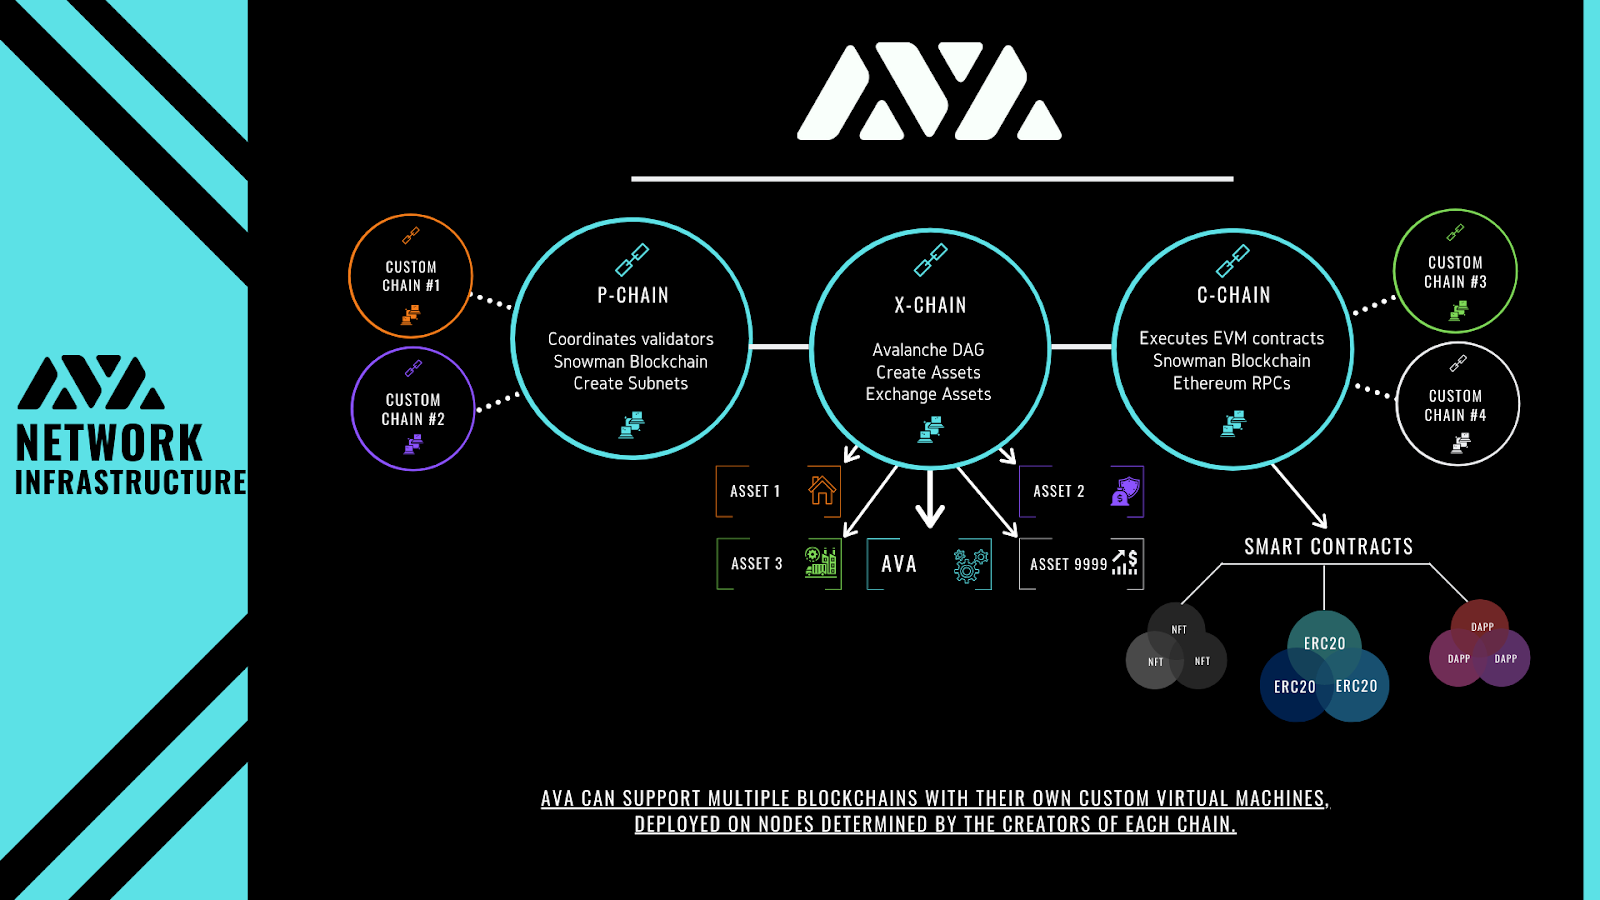 AVA
NETWORK
INFRASTRUCTURE
AVA
CUSTOM
CHAIN #1
CUSTOM
CHAIN #2
P-CHAIN
Coordinates validators
Snowman Blockchain
Create Subnets
X-CHAIN
Avalanche DAG
Create Assets
Exchange Assets
C-CHAIN
Executes EVM contracts
Snowman Blockchain
Ethereum RPCs
CUSTOM
CHAIN #3
CUSTOM
CHAIN #4
ASSET 1
ASSET 2
ASSET 3
AVA
ASSET 9999
SMART CONTRACTS
NFT
NFT
NFT
ERC20
ERC20
ERC20
DAPP
DAPP
DAPP
AVA CAN SUPPORT MULTIPLE BLOCKCHAINS WITH THEIR OWN CUSTOM VIRTUAL MACHINES,
DEPLOYED ON NODES DETERMINED BY THE CREATORS OF EACH CHAIN.